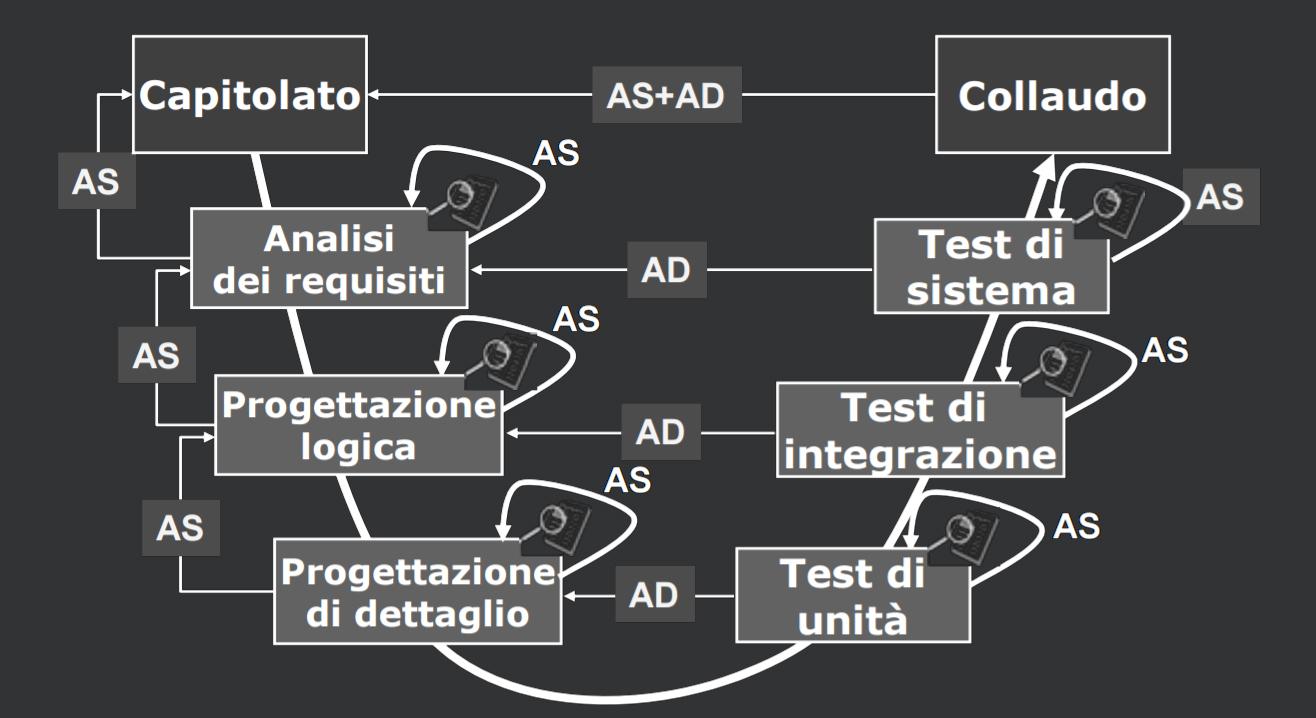 Capitolato
AS+AD
Collaudo
AS
AS
AS
Analisi
dei requisiti
AD
Test di
sistema
AS
AS
AS
Progettazione
logica
AD
Test di
integrazione
AS
AS
AS
Progettazione
di dettaglio
AD
Test di
unità